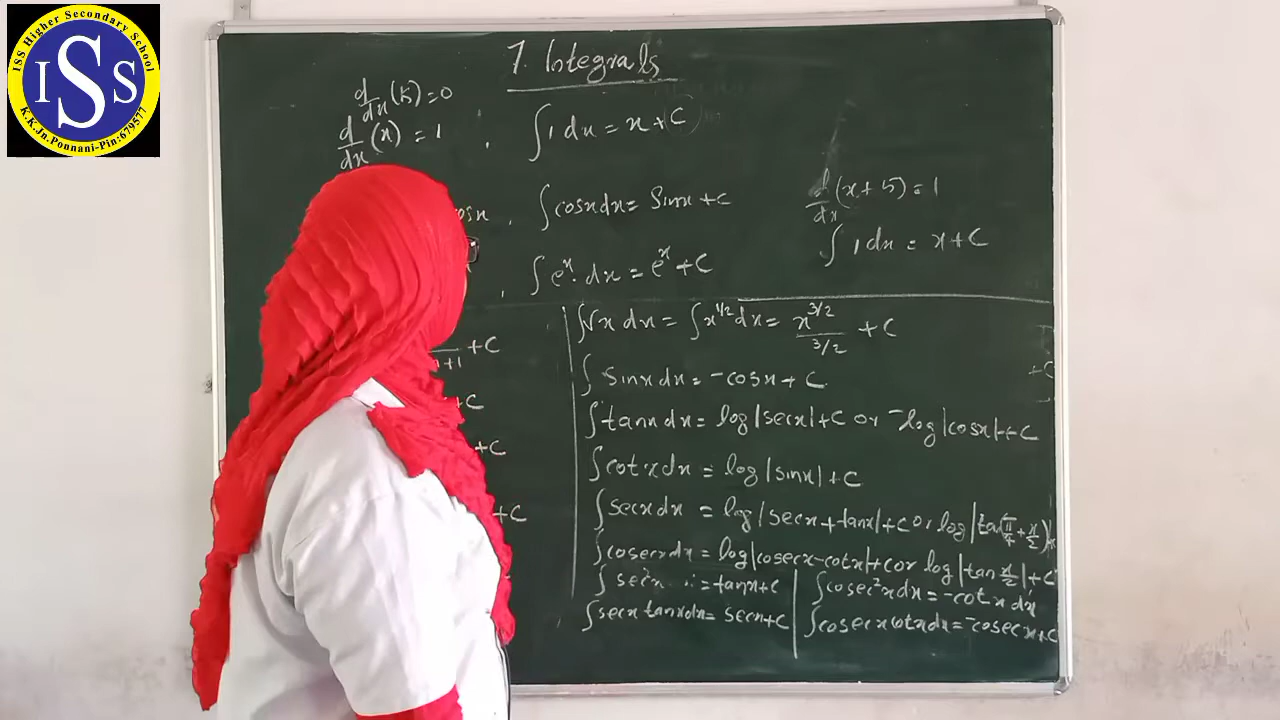 ISS Higher Secondary School
ISS
K.K.Jn.Ponnani-Pin:679577
7. Integrals
d/dx (5) = 0
d/dx (x) = 1 , ∫1 dx = x + C
cosx , ∫cosx dx = Sinx + C
d/dx (x + 5) = 1
∫ 1 dx = x + C
, ∫e^x . dx = e^x + C
n+1 + C
+ C
+ C
+ C
∫√x dx = ∫x^1/2 dx = x^3/2 / 3/2 + C
+ C
∫ sinx dx = -cosx + C
∫tanx dx = log|secx| + C or -log|cosx| + C
∫cotx dx = log|sinx| + C
∫secx dx = log|secx + tanx| + C or log|tan(π/4 + x/2)|
∫cosecx dx = log|cosecx - cotx| + C or log|tan x/2| + C
∫sec²x = tanx + C
∫cosec²x dx = -cot x dx
∫secx tanx dx = secx + C
∫cosecx cotx dx = -cosecx + C